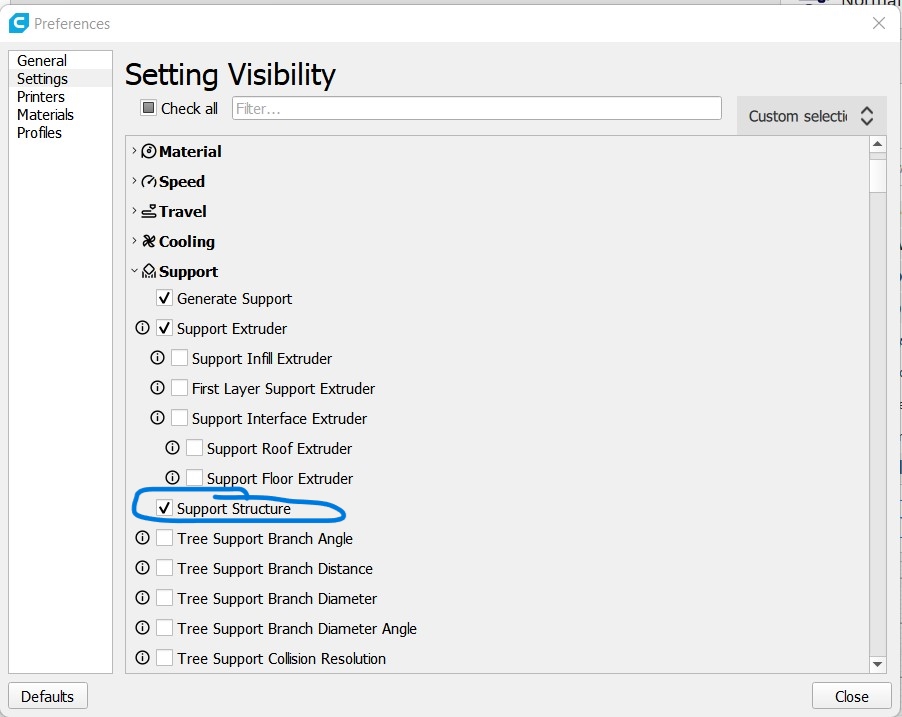 Preferences
General
Settings
Printers
Materials
Profiles
Setting Visibility
Check all
Filter...
Custom selecti
Material
Speed
Travel
Cooling
Support
Generate Support
Support Extruder
Support Infill Extruder
First Layer Support Extruder
Support Interface Extruder
Support Roof Extruder
Support Floor Extruder
Support Structure
Tree Support Branch Angle
Tree Support Branch Distance
Tree Support Branch Diameter
Tree Support Branch Diameter Angle
Tree Support Collision Resolution
Defaults
Close